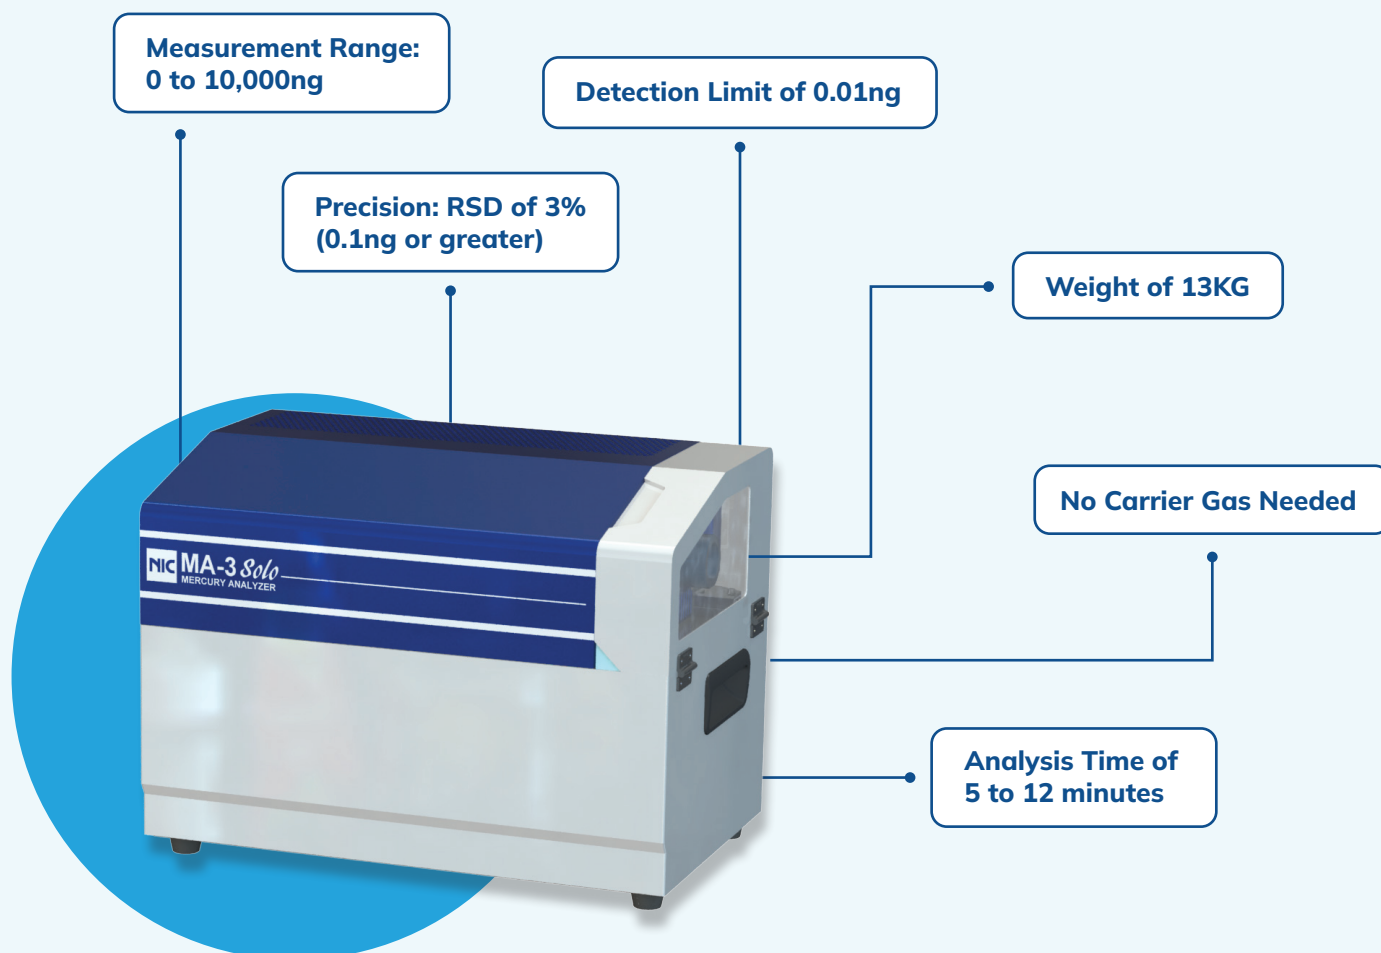 Measurement Range:
0 to 10,000ng
Detection Limit of 0.01ng
Precision: RSD of 3%
(0.1ng or greater)
Weight of 13KG
No Carrier Gas Needed
NIC MA-3 Solo
MERCURY ANALYZER
Analysis Time of
5 to 12 minutes